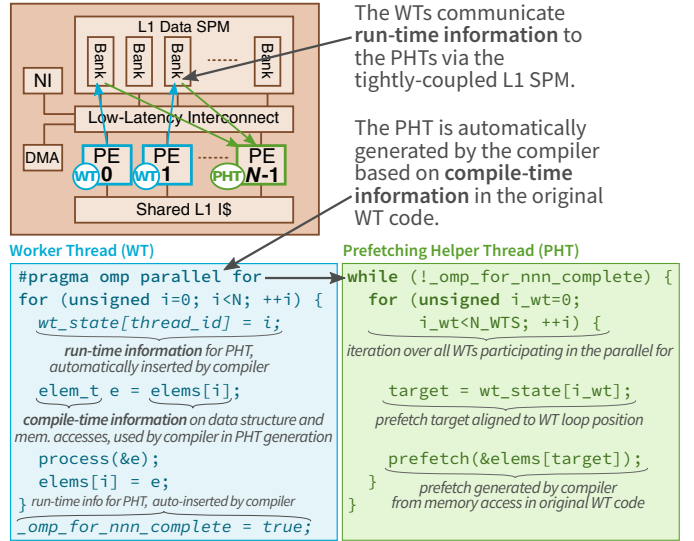 L1 Data SPM
Bank
Bank
Bank
Bank
NI
Low-Latency Interconnect
DMA
PE
0
WT
PE
1
WT
PE
N-1
PHT
Shared L1 I$
The WTs communicate
run-time information to
the PHTs via the
tightly-coupled L1 SPM.
The PHT is automatically
generated by the compiler
based on compile-time
information in the original
WT code.
Worker Thread (WT)
#pragma omp parallel for
for (unsigned i=0; i<N; ++i) {
wt_state[thread_id] = i;
run-time information for PHT,
automatically inserted by compiler
elem_t e = elems[i];
compile-time information on data structure and
mem. accesses, used by compiler in PHT generation
process(&e);
elems[i] = e;
} run-time info for PHT, auto-inserted by compiler
_omp_for_nnn_complete = true;
Prefetching Helper Thread (PHT)
while (!_omp_for_nnn_complete) {
for (unsigned i_wt=0;
i_wt<N_WTS; ++i) {
iteration over all WTs participating in the parallel for
target = wt_state[i_wt];
prefetch target aligned to WT loop position
prefetch(&elems[target]);
} prefetch generated by compiler
} from memory access in original WT code